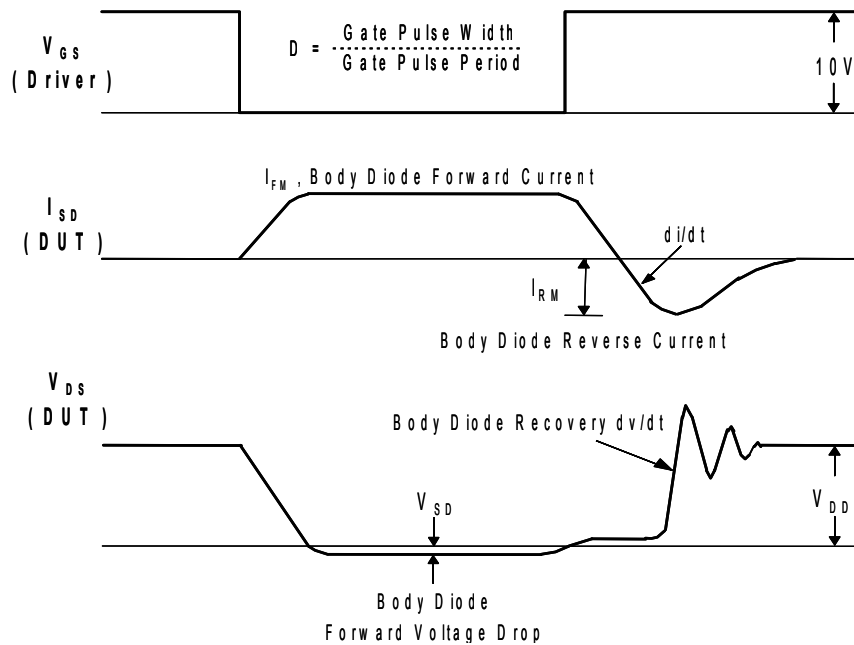 V GS
( Driver )
D = Gate Pulse Width
Gate Pulse Period
10V
I FM , Body Diode Forward Current
I SD
( DUT )
di/dt
I RM
Body Diode Reverse Current
V DS
( DUT )
Body Diode Recovery dv/dt
V SD
V DD
Body Diode
Forward Voltage Drop